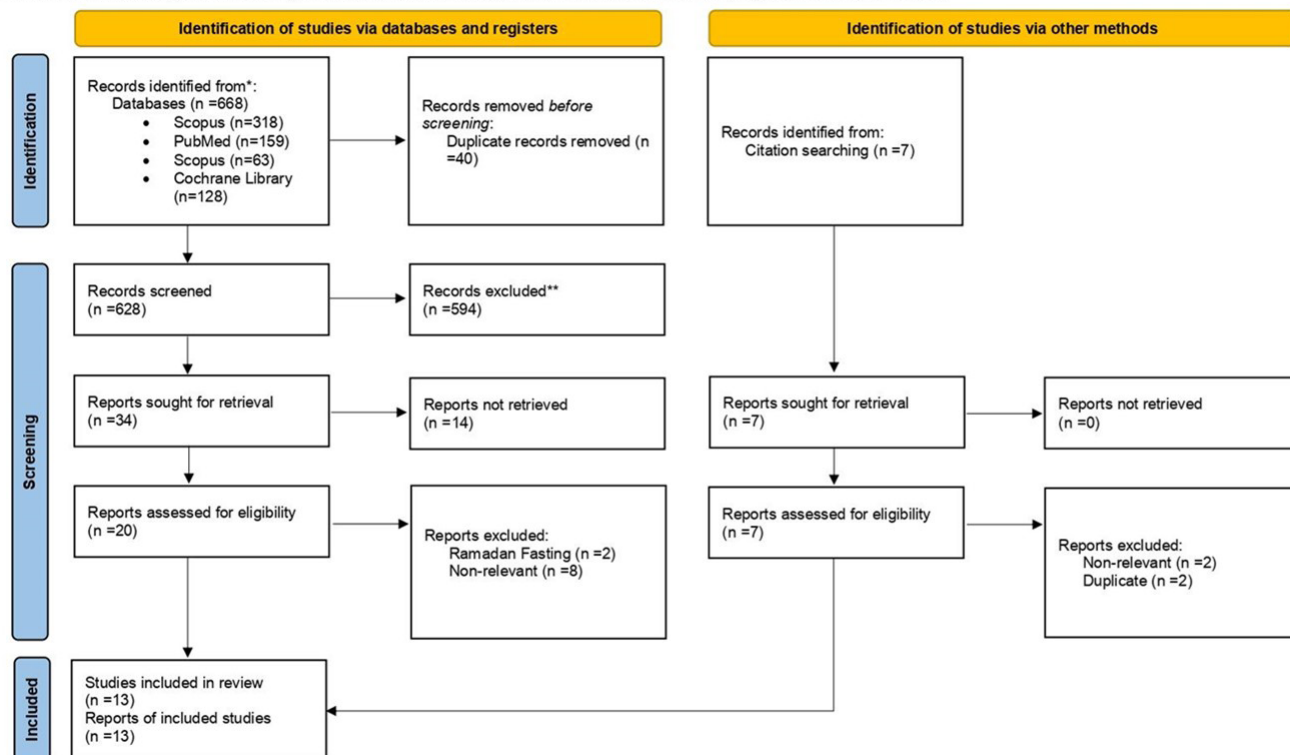 Identification of studies via databases and registers
Identification of studies via other methods
Identification
Records identified from*:
Databases (n =668)
• Scopus (n=318)
• PubMed (n=159)
• Scopus (n=63)
• Cochrane Library
(n=128)
Records removed before
screening:
Duplicate records removed (n
=40)
Records identified from:
Citation searching (n =7)
Screening
Records screened
(n =628)
Records excluded**
(n =594)
Reports sought for retrieval
(n =34)
Reports not retrieved
(n =14)
Reports sought for retrieval
(n =7)
Reports not retrieved
(n =0)
Reports assessed for eligibility
(n =20)
Reports excluded:
Ramadan Fasting (n =2)
Non-relevant (n =8)
Reports assessed for eligibility
(n =7)
Reports excluded:
Non-relevant (n =2)
Duplicate (n =2)
Included
Studies included in review
(n =13)
Reports of included studies
(n =13)